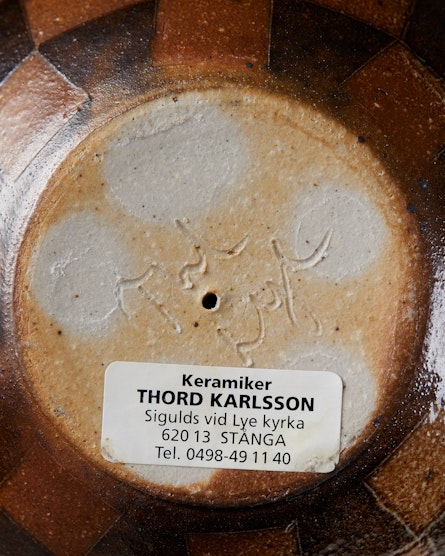 Keramiker
THORD KARLSSON
Sigulds vid Lye kyrka
620 13 STÅNGA
Tel. 0498-49 11 40